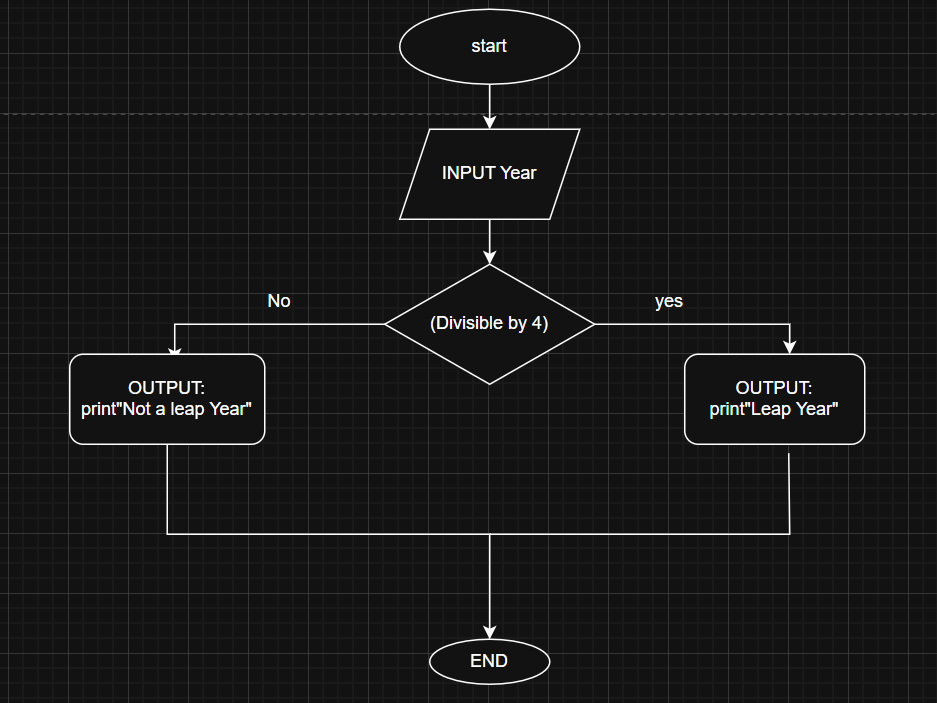 start
INPUT Year
No
yes
(Divisible by 4)
OUTPUT:
print"Not a leap Year"
OUTPUT:
print"Leap Year"
END